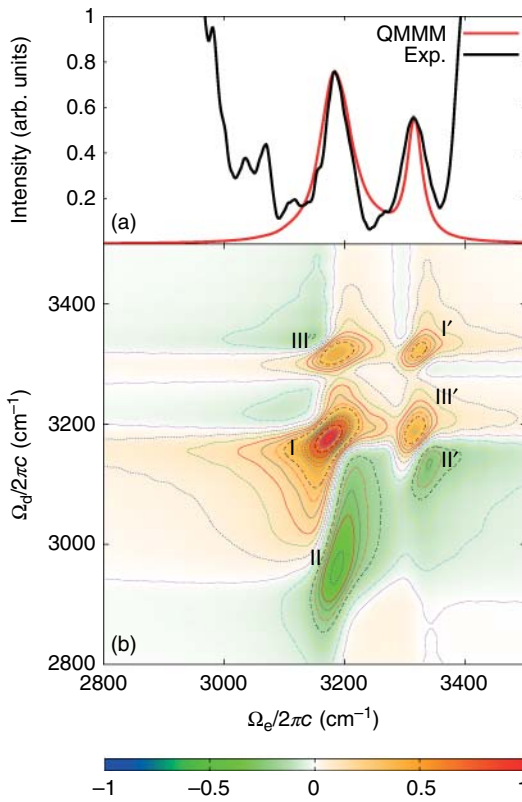 1
QMMM
Exp.
0.8
0.6
0.4
0.2
Intensity (arb. units)
(a)
3400
III′
I′
III′
3200
I
II′
3000
II
Ω_d/2πc (cm⁻¹)
(b)
2800
2800 3000 3200 3400
Ω_e/2πc (cm⁻¹)
−1 −0.5 0 0.5 1